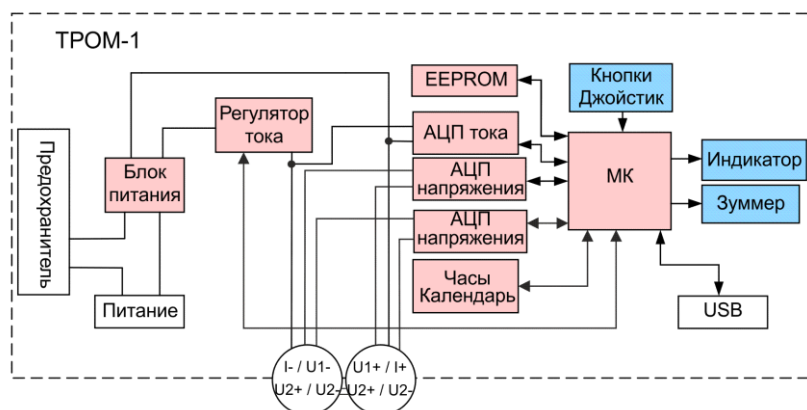 ТРОМ-1
EEPROM
Кнопки
Джойстик
Регулятор
тока
АЦП тока
Предохранитель
Блок
питания
АЦП
напряжения
МК
Индикатор
Зуммер
АЦП
напряжения
Часы
Календарь
Питание
USB
I- / U1-
U2+ / U2-
U1+ / I+
U2+ / U2-